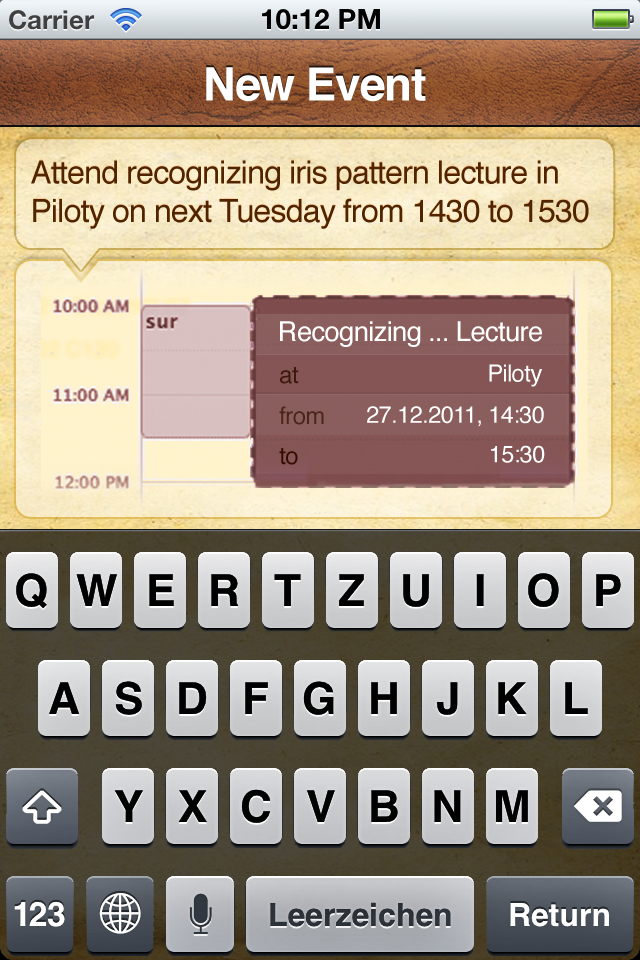 Carrier 10:12 PM
New Event
Attend recognizing iris pattern lecture in
Piloty on next Tuesday from 1430 to 1530
10:00 AM
sur
11:00 AM
12:00 PM
Recognizing ... Lecture
at Piloty
from 27.12.2011, 14:30
to 15:30
Q W E R T Z U I O P
A S D F G H J K L
Y X C V B N M
123 Leerzeichen Return